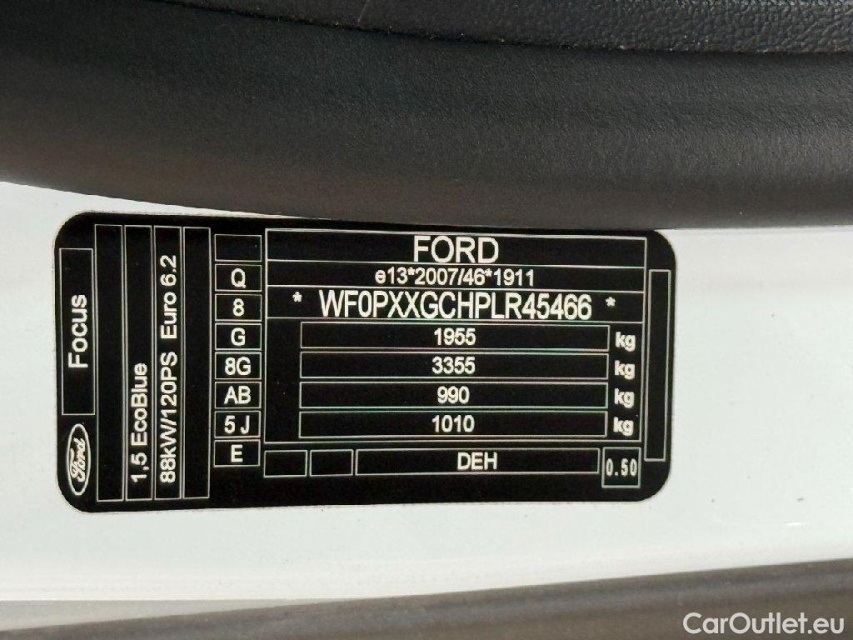 FORD
e13*2007/46*1911
* WF0PXXGCHPLR45466 *
1955 kg
3355 kg
990 kg
1010 kg
DEH
0.50
Q
8
G
8G
AB
5J
E
Focus
Ford
1,5 EcoBlue
88kW/120PS Euro 6.2
CarOutlet.eu